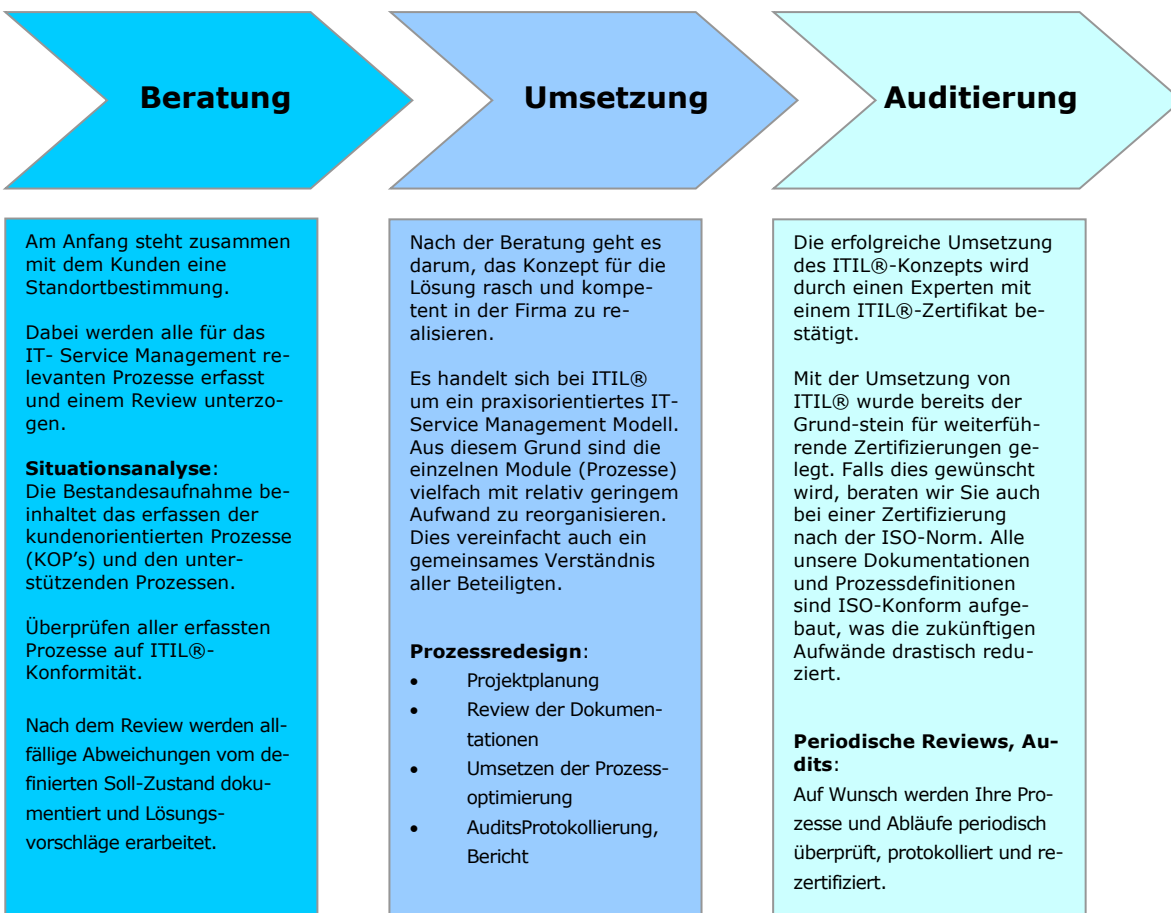 Beratung
Umsetzung
Auditierung
Am Anfang steht zusammen
mit dem Kunden eine
Standortbestimmung.
Dabei werden alle für das
IT- Service Management re-
levanten Prozesse erfasst
und einem Review unterzo-
gen.
Situationsanalyse:
Die Bestandesaufnahme be-
inhaltet das erfassen der
kundenorientierten Prozesse
(KOP's) und den unter-
stützenden Prozessen.
Überprüfen aller erfassten
Prozesse auf ITIL®-
Konformität.
Nach dem Review werden all-
fällige Abweichungen vom de-
finierten Soll-Zustand doku-
mentiert und Lösungs-
vorschläge erarbeitet.
Nach der Beratung geht es
darum, das Konzept für die
Lösung rasch und kompe-
tent in der Firma zu re-
alisieren.
Es handelt sich bei ITIL®
um ein praxisorientiertes IT-
Service Management Modell.
Aus diesem Grund sind die
einzelnen Module (Prozesse)
vielfach mit relativ geringem
Aufwand zu reorganisieren.
Dies vereinfacht auch ein
gemeinsames Verständnis
aller Beteiligten.
Prozessredesign:
• Projektplanung
• Review der Dokumen-
tationen
• Umsetzen der Prozess-
optimierung
• AuditsProtokollierung,
Bericht
Die erfolgreiche Umsetzung
des ITIL®-Konzepts wird
durch einen Experten mit
einem ITIL®-Zertifikat be-
stätigt.
Mit der Umsetzung von
ITIL® wurde bereits der
Grund-stein für weiterfüh-
rende Zertifizierungen ge-
legt. Falls dies gewünscht
wird, beraten wir Sie auch
bei einer Zertifizierung
nach der ISO-Norm. Alle
unsere Dokumentationen
und Prozessdefinitionen
sind ISO-Konform aufge-
baut, was die zukünftigen
Aufwände drastisch redu-
ziert.
Periodische Reviews, Au-
dits:
Auf Wunsch werden Ihre Pro-
zesse und Abläufe periodisch
überprüft, protokolliert und re-
zertifiziert.